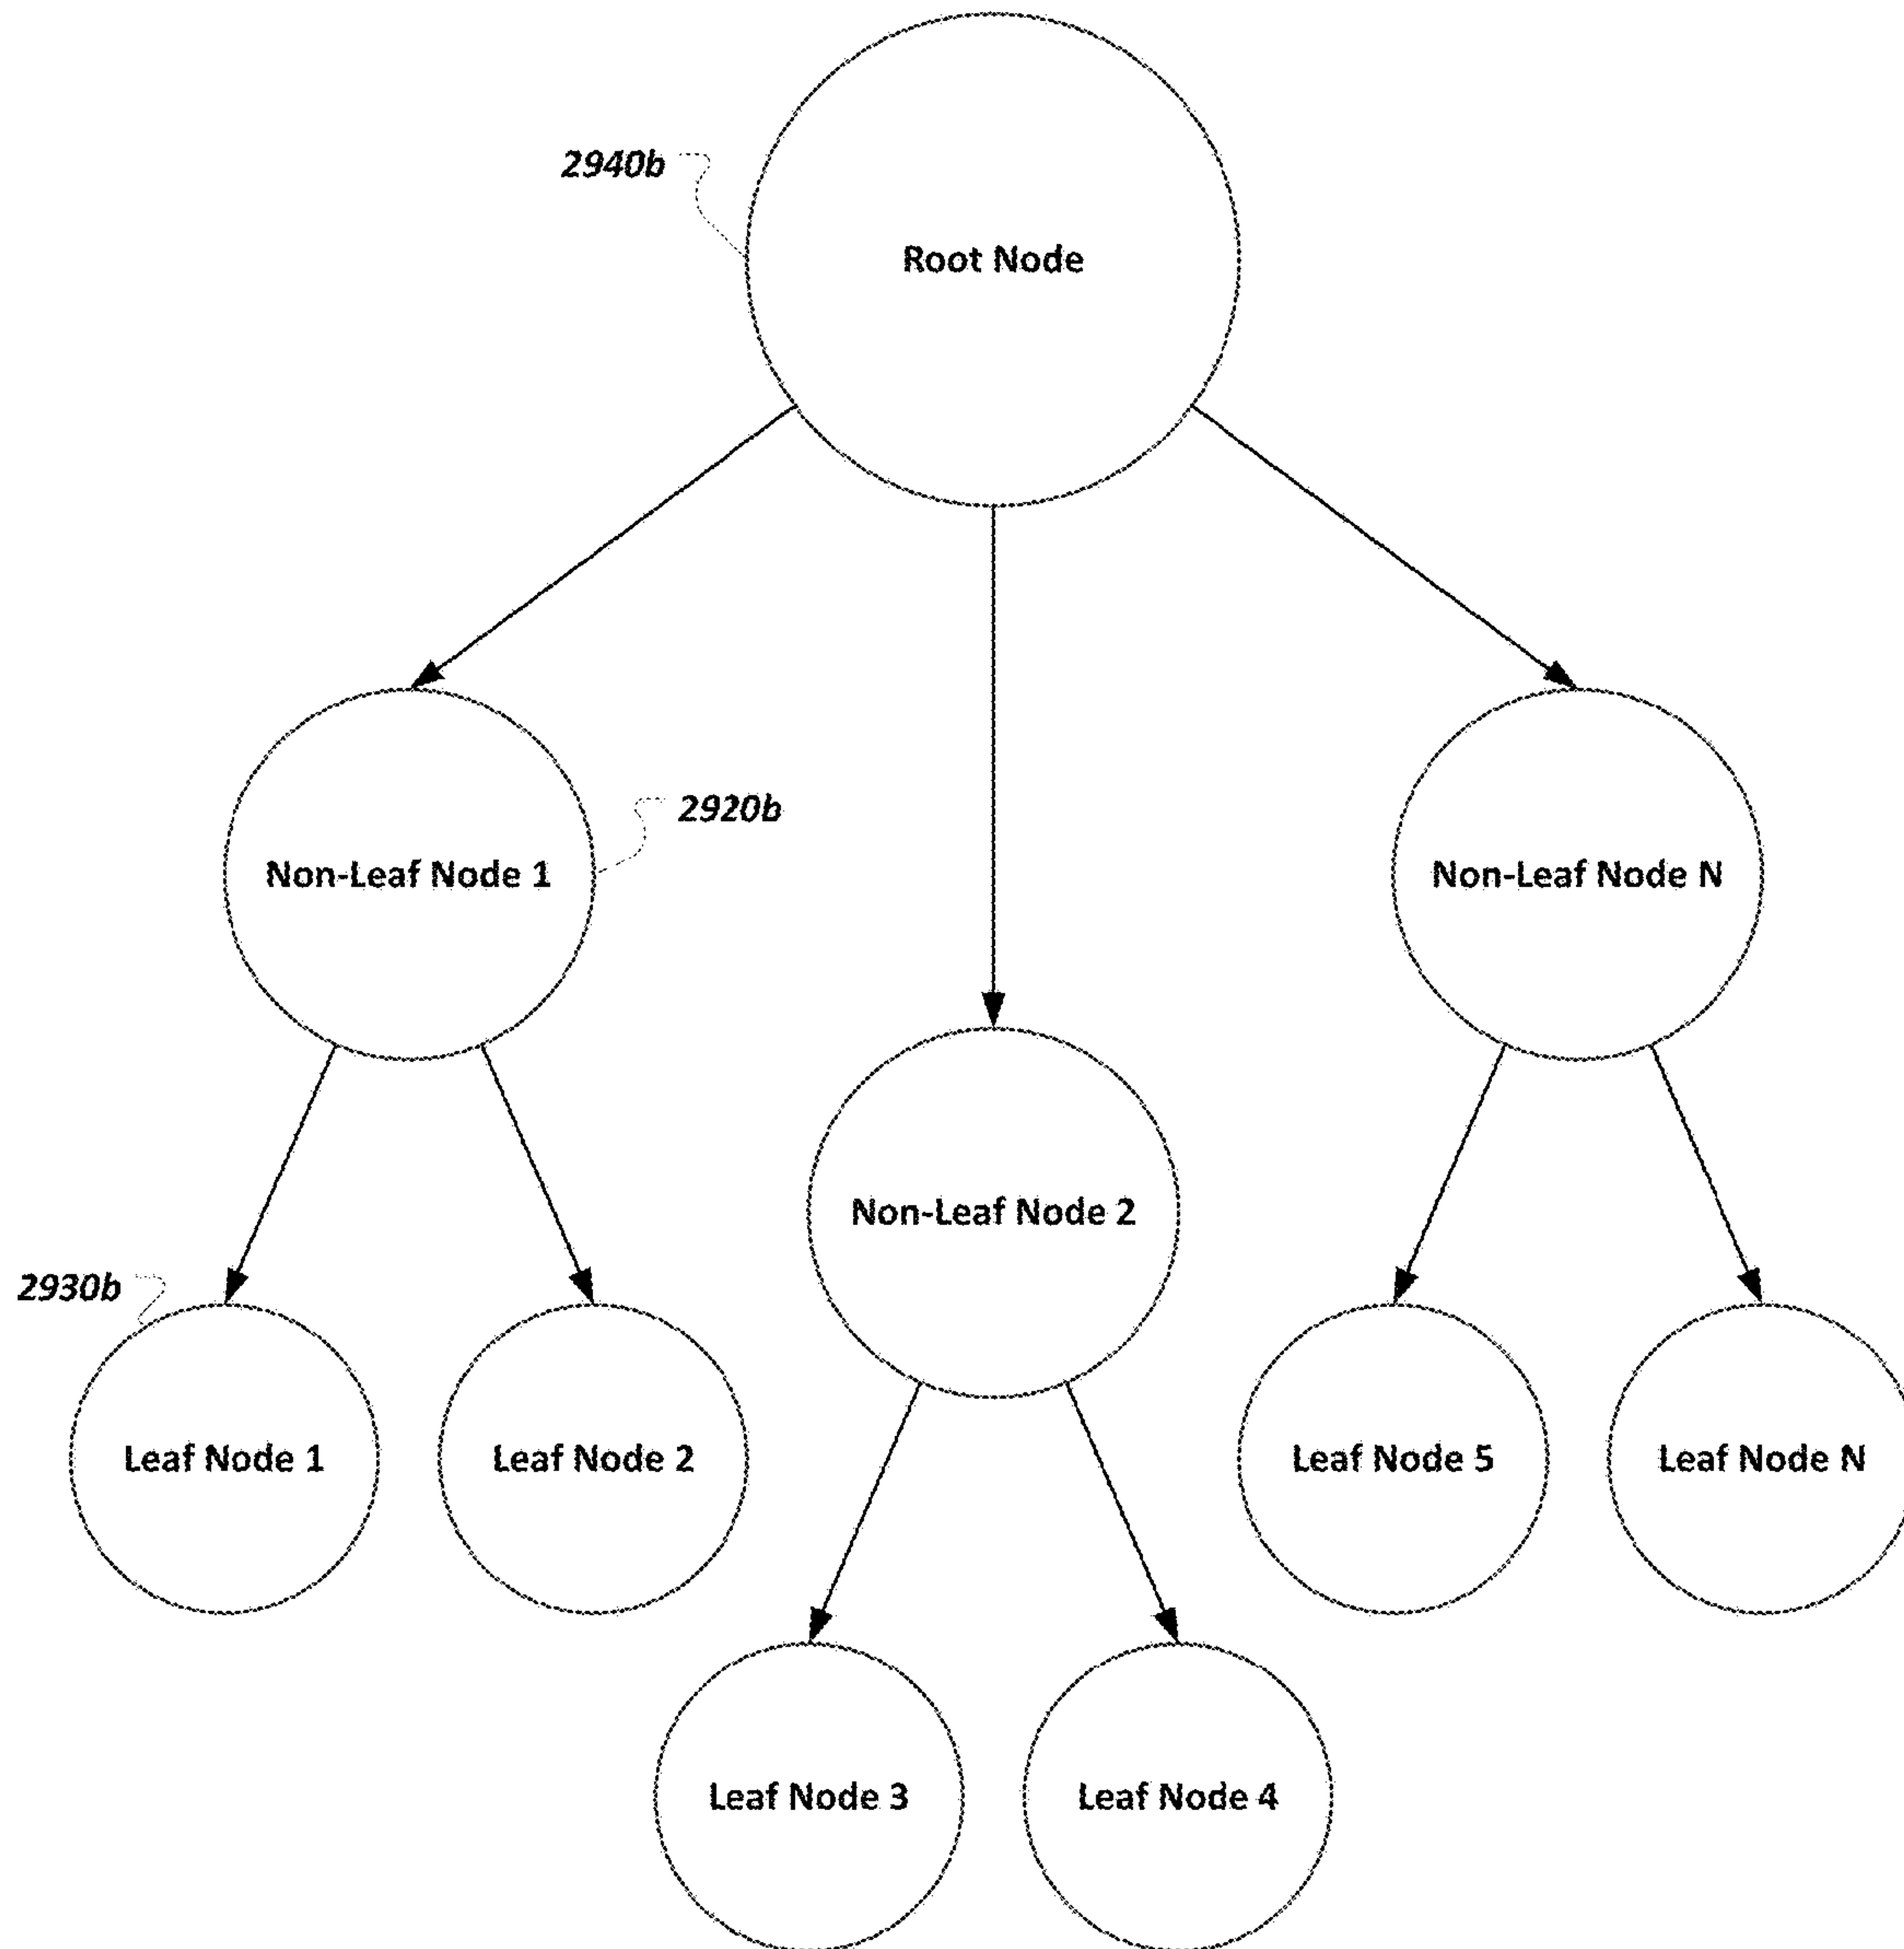 2940b
Root Node
2920b
Non-Leaf Node 1
Non-Leaf Node N
Non-Leaf Node 2
2930b
Leaf Node 1
Leaf Node 2
Leaf Node 5
Leaf Node N
Leaf Node 3
Leaf Node 4